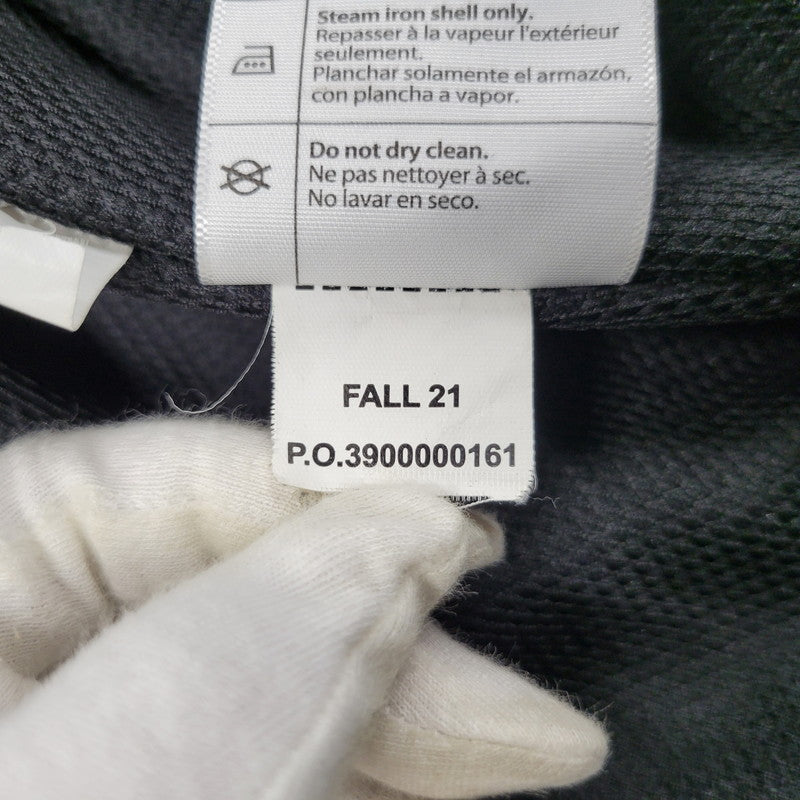 Steam iron shell only.
Repasser à la vapeur l'extérieur
seulement.
Planchar solamente el armazón,
con plancha a vapor.
Do not dry clean.
Ne pas nettoyer à sec.
No lavar en seco.
FALL 21
P.O.3900000161